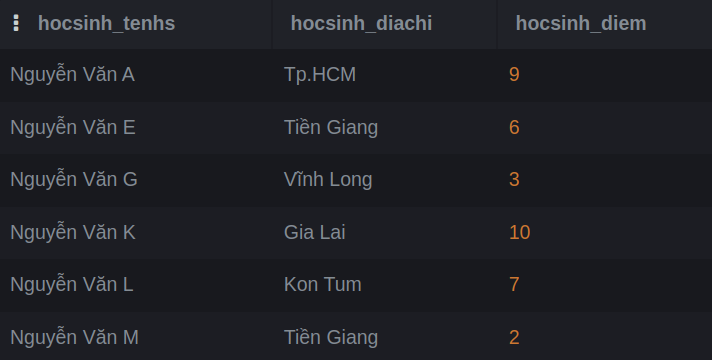 hocsinh_tenhs hocsinh_diachi hocsinh_diem
Nguyễn Văn A Tp.HCM 9
Nguyễn Văn E Tiền Giang 6
Nguyễn Văn G Vĩnh Long 3
Nguyễn Văn K Gia Lai 10
Nguyễn Văn L Kon Tum 7
Nguyễn Văn M Tiền Giang 2